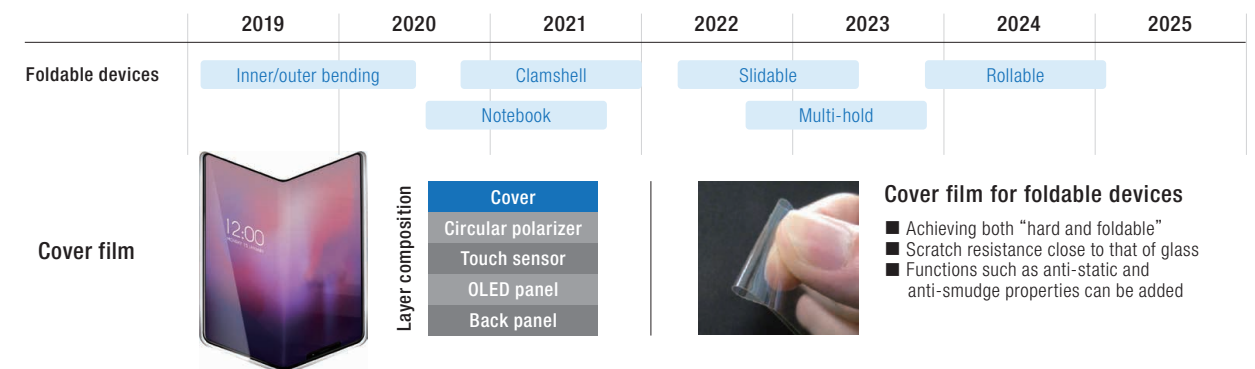 2019 2020 2021 2022 2023 2024 2025
Foldable devices Inner/outer bending Clamshell Slidable Rollable
Notebook Multi-hold
Cover film
12:00
Layer composition
Cover
Circular polarizer
Touch sensor
OLED panel
Back panel
Cover film for foldable devices
■ Achieving both “hard and foldable”
■ Scratch resistance close to that of glass
■ Functions such as anti-static and
anti-smudge properties can be added